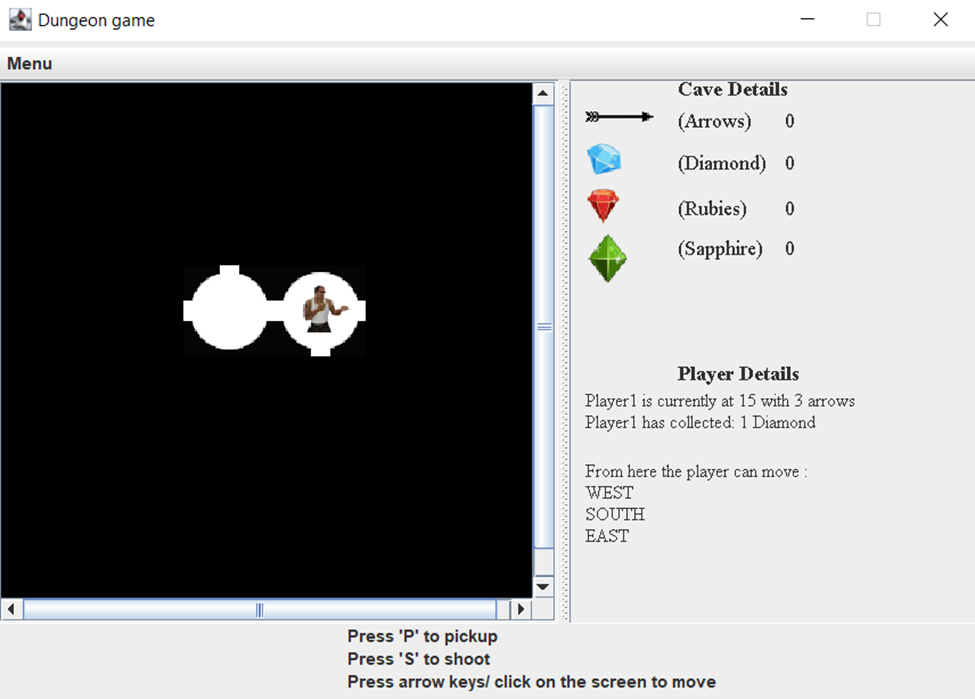 Dungeon game
Menu
Cave Details
(Arrows) 0
(Diamond) 0
(Rubies) 0
(Sapphire) 0
Player Details
Player1 is currently at 15 with 3 arrows
Player1 has collected: 1 Diamond
From here the player can move :
WEST
SOUTH
EAST
Press 'P' to pickup
Press 'S' to shoot
Press arrow keys/ click on the screen to move